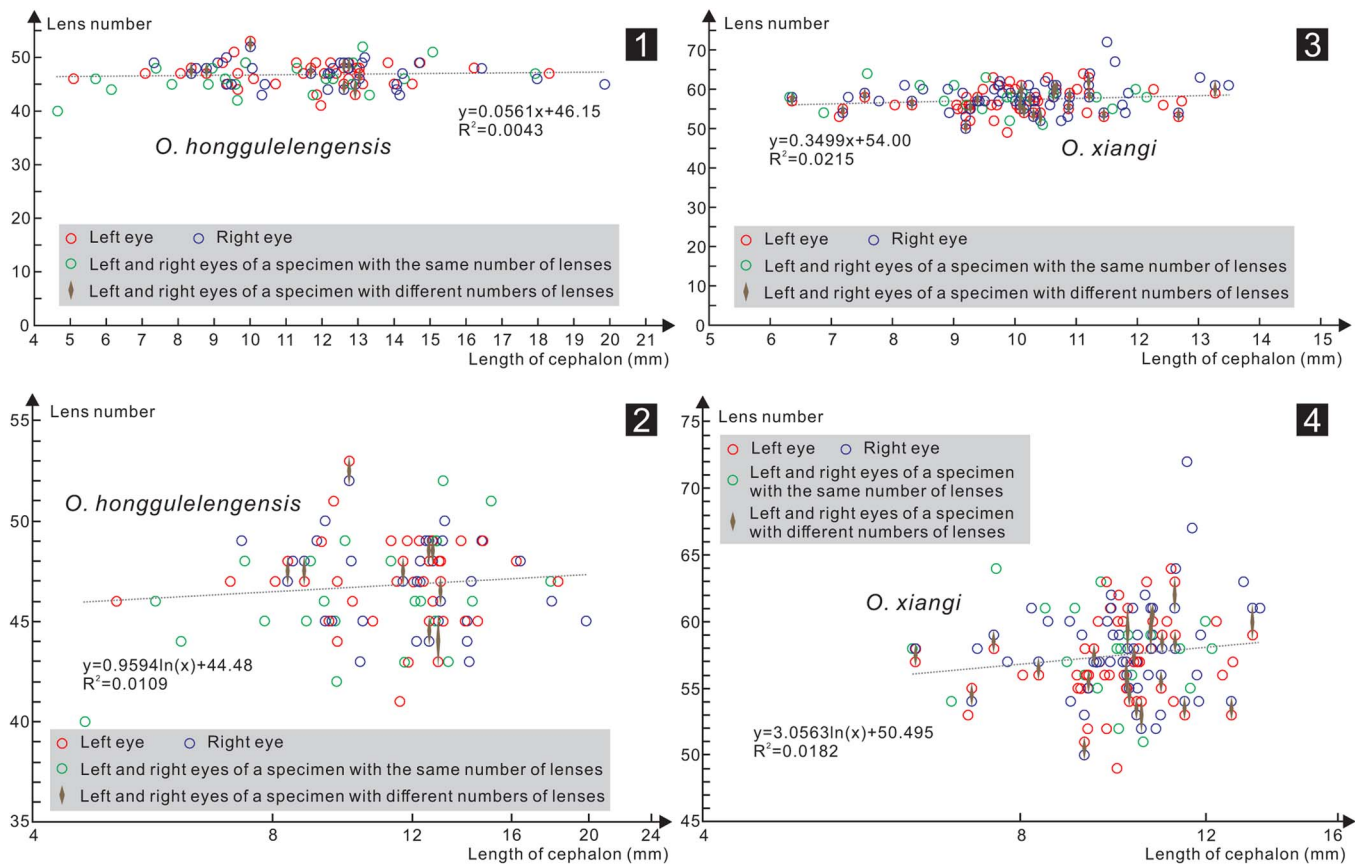 Lens number
1
60
50
40
30
20
10
0
y=0.0561x+46.15
R²=0.0043
O. honggulelengensis
Left eye
Right eye
Left and right eyes of a specimen with the same number of lenses
Left and right eyes of a specimen with different numbers of lenses
4 5 6 7 8 9 10 11 12 13 14 15 16 17 18 19 20 21
Length of cephalon (mm)
Lens number
3
70
60
50
40
30
20
10
0
y=0.3499x+54.00
R²=0.0215
O. xiangi
Left eye
Right eye
Left and right eyes of a specimen with the same number of lenses
Left and right eyes of a specimen with different numbers of lenses
5 6 7 8 9 10 11 12 13 14 15
Length of cephalon (mm)
Lens number
2
55
50
45
40
35
O. honggulelengensis
y=0.9594ln(x)+44.48
R²=0.0109
Left eye
Right eye
Left and right eyes of a specimen with the same number of lenses
Left and right eyes of a specimen with different numbers of lenses
4 8 12 16 20 24
Length of cephalon (mm)
Lens number
4
75
70
65
60
55
50
45
Left eye
Right eye
Left and right eyes of a specimen
with the same number of lenses
Left and right eyes of a specimen
with different numbers of lenses
O. xiangi
y=3.0563ln(x)+50.495
R²=0.0182
4 8 12 16
Length of cephalon (mm)